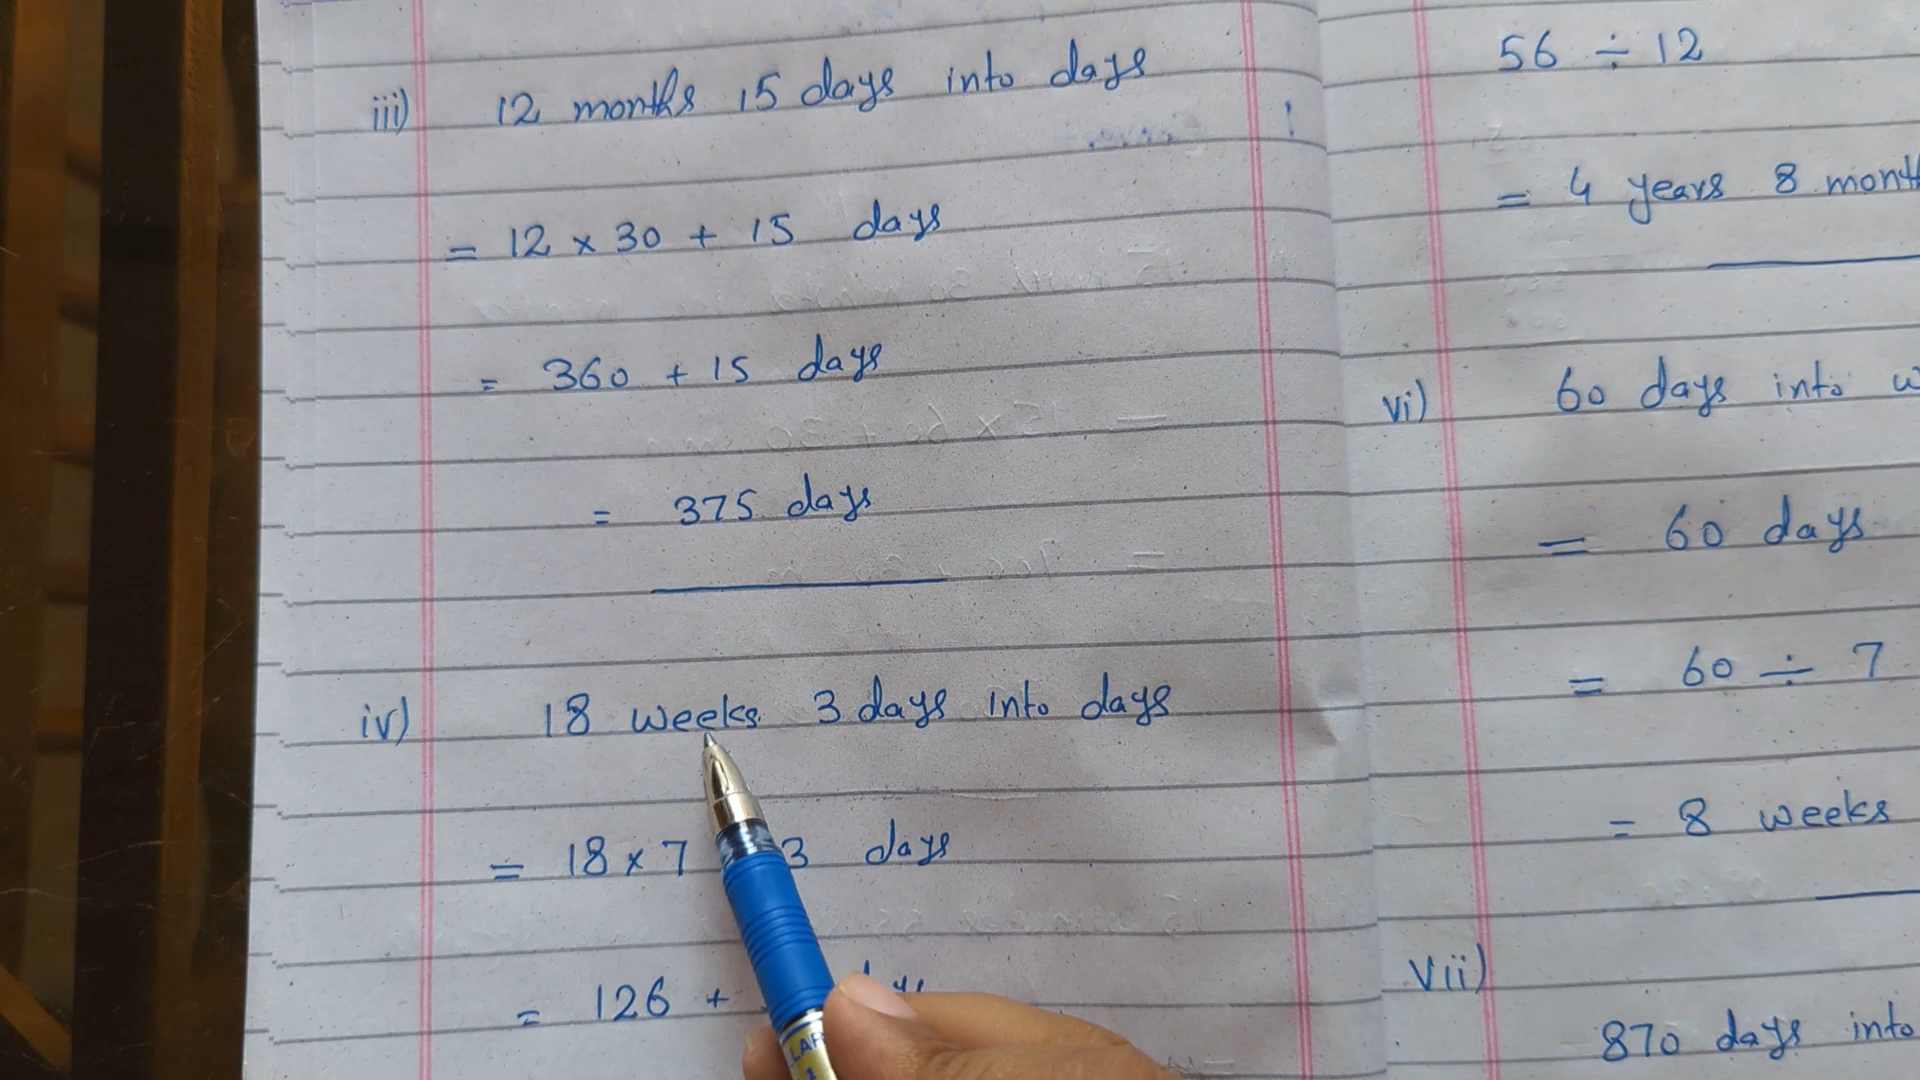 iii) 12 months 15 days into days
= 12 × 30 + 15 days
= 360 + 15 days
= 375 days
iv) 18 weeks 3 days into days
= 18 × 7 3 days
= 126 +
56 ÷ 12
= 4 years 8
vi) 60 days into
= 60 days
= 60 ÷ 7
= 8 weeks
vii)
870 days into